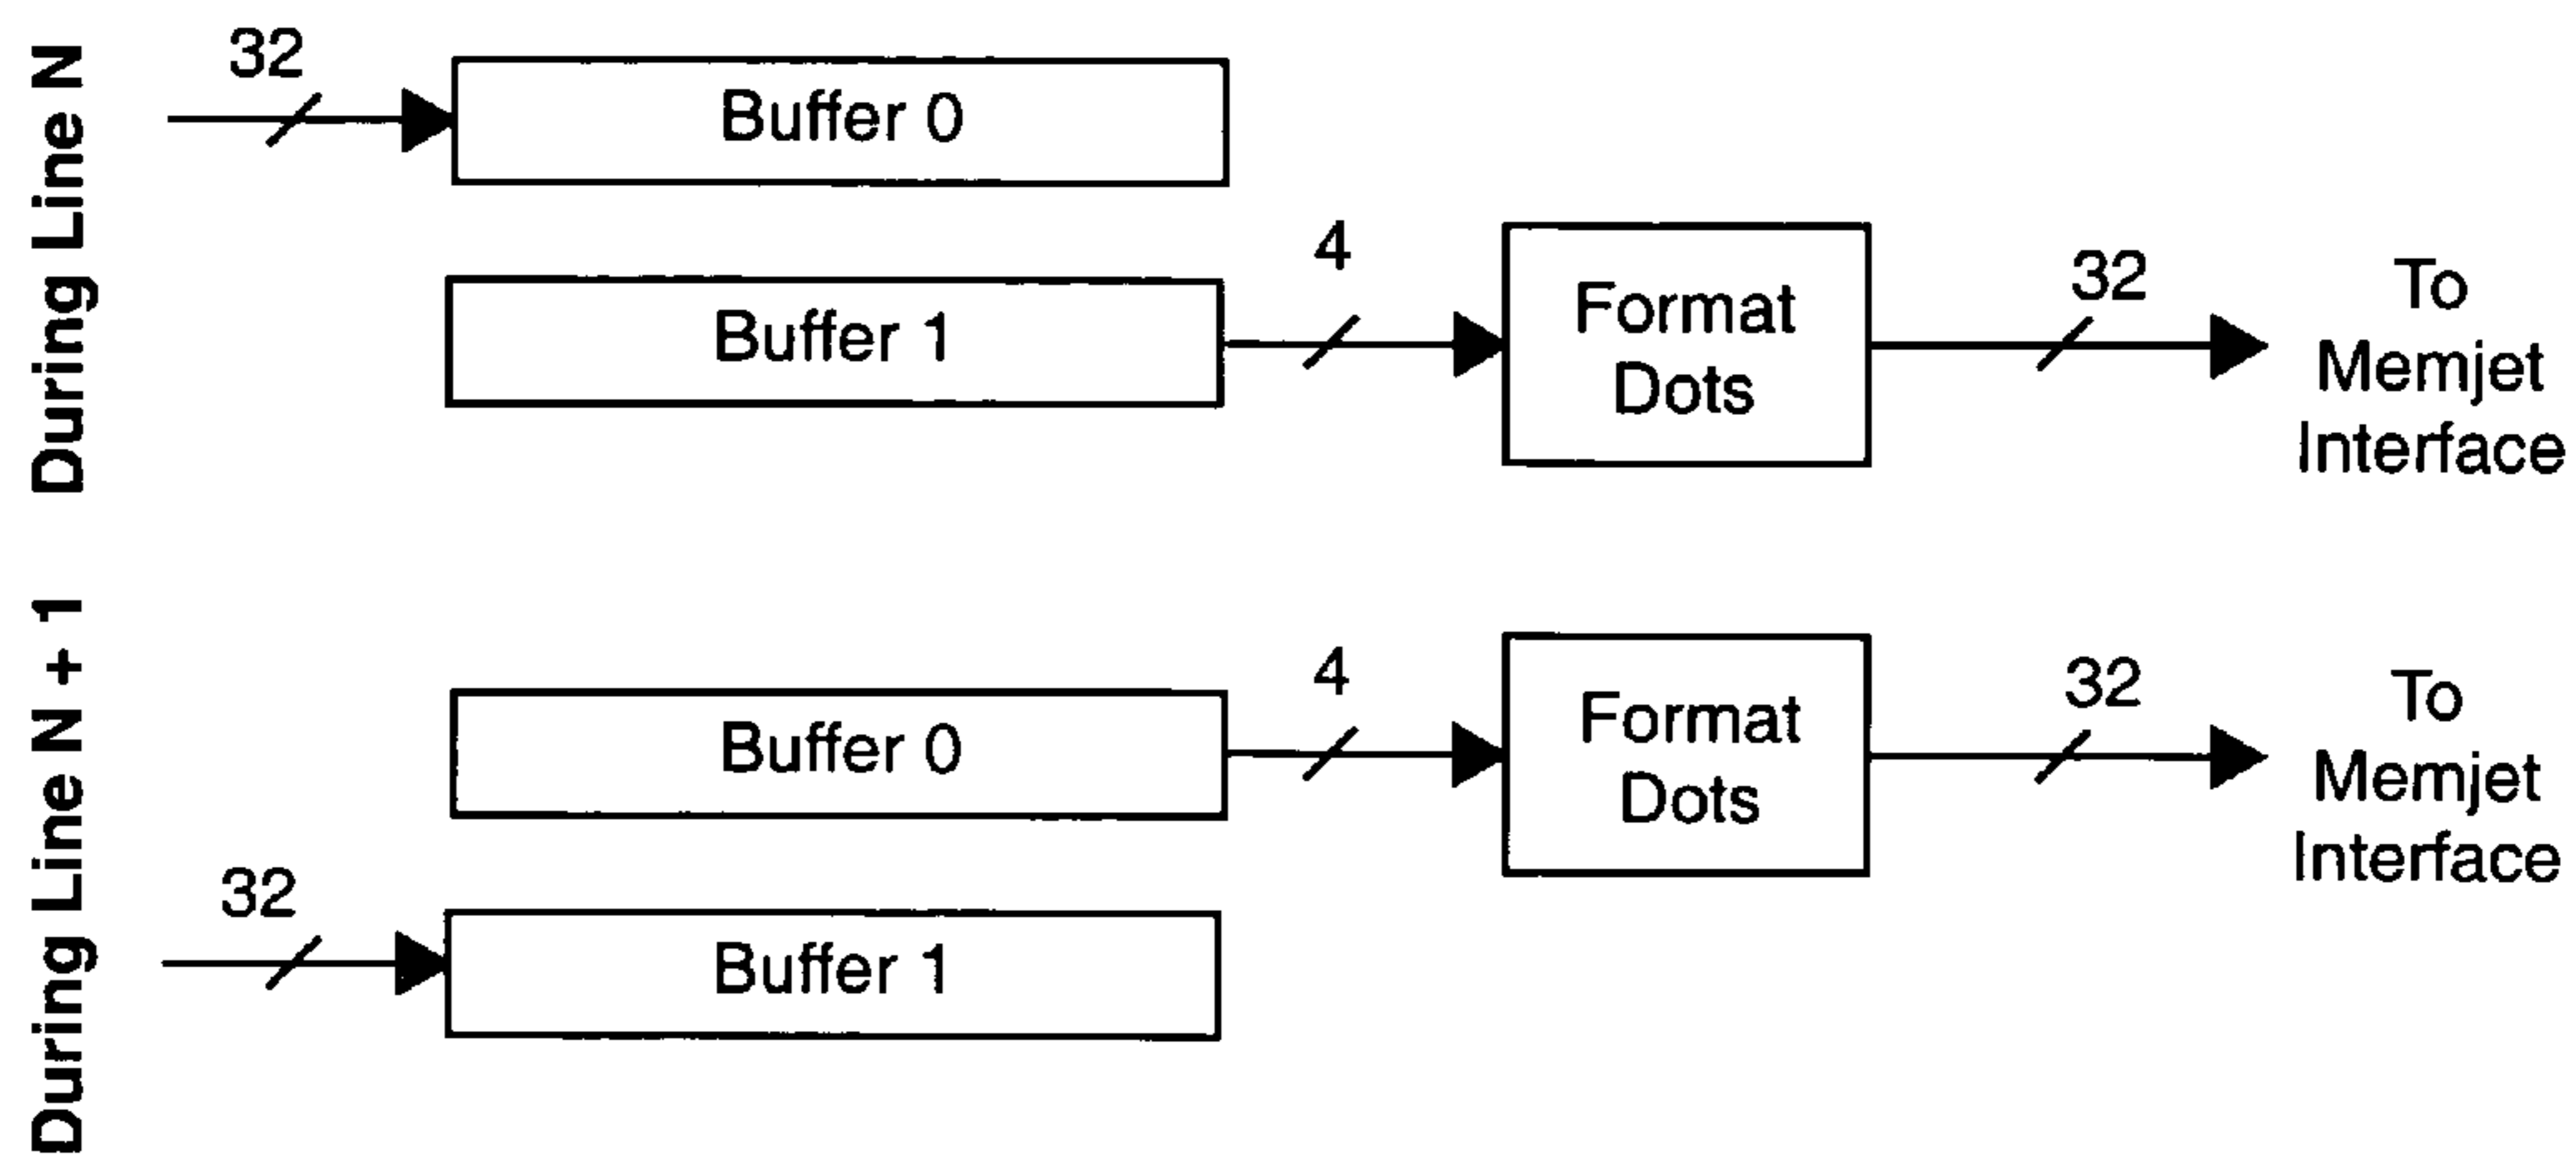 During Line N
32
Buffer 0
Buffer 1
4
Format
Dots
32
To
Memjet
Interface
During Line N + 1
Buffer 0
4
Format
Dots
32
To
Memjet
Interface
32
Buffer 1